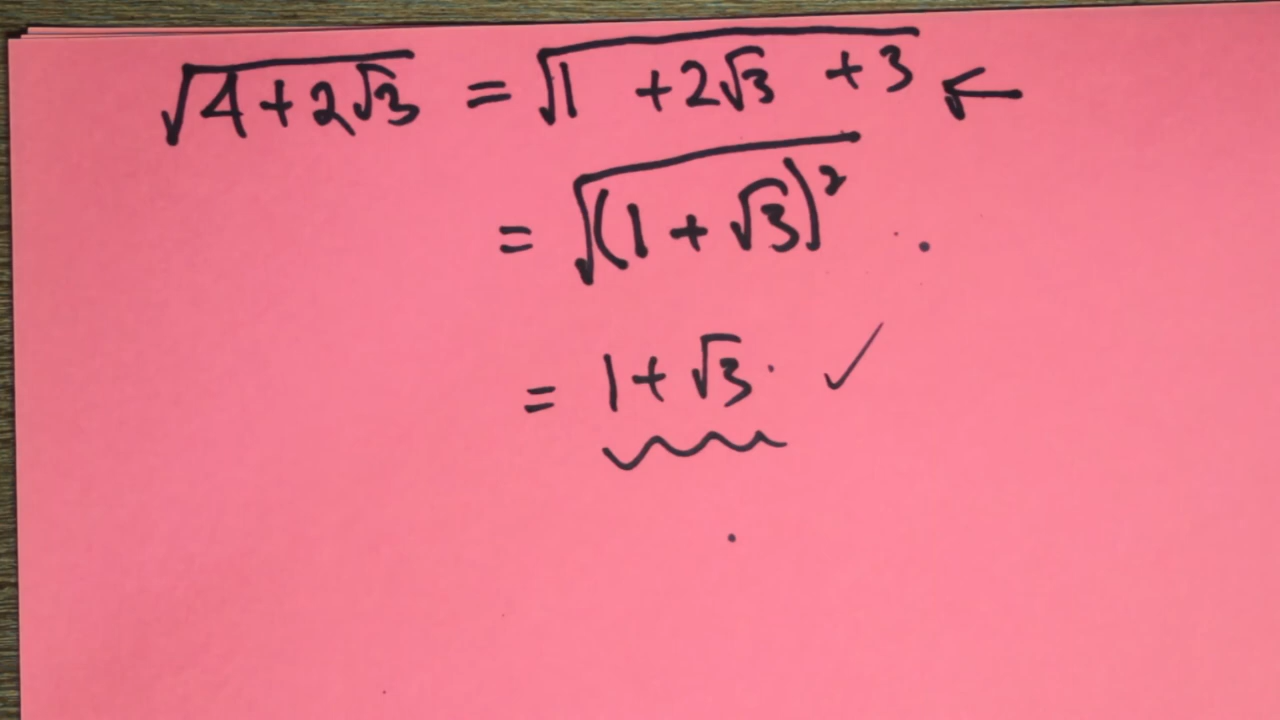 √(4+2√3) = √(1 +2√3 +3) ←
= √((1+√3)²) .
= 1+√3. ✓